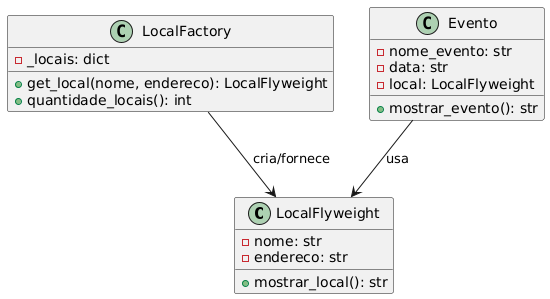 C LocalFactory
_locais: dict
get_local(nome, endereco): LocalFlyweight
quantidade_locais(): int
C Evento
nome_evento: str
data: str
local: LocalFlyweight
mostrar_evento(): str
cria/fornece
usa
C LocalFlyweight
nome: str
endereco: str
mostrar_local(): str